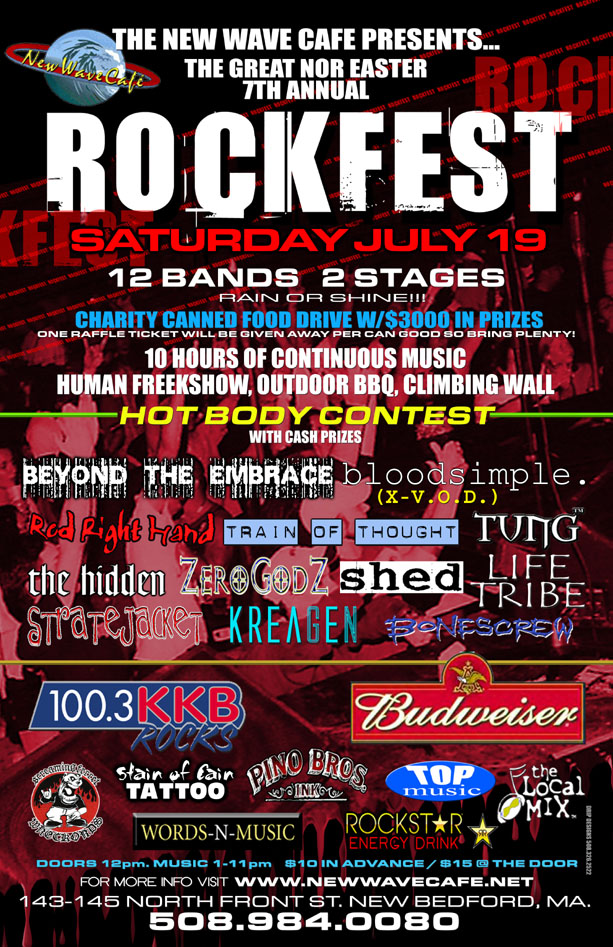 New Wave Cafe
THE NEW WAVE CAFE PRESENTS...
THE GREAT NOR EASTER
7TH ANNUAL
ROCKFEST
SATURDAY JULY 19
12 BANDS 2 STAGES
RAIN OR SHINE!!!
CHARITY CANNED FOOD DRIVE W/$3000 IN PRIZES
ONE RAFFLE TICKET WILL BE GIVEN AWAY PER CAN GOOD SO BRING PLENTY!
10 HOURS OF CONTINUOUS MUSIC
HUMAN FREEKSHOW, OUTDOOR BBQ, CLIMBING WALL
HOT BODY CONTEST
WITH CASH PRIZES
BEYOND THE EMBRACE
bloodsimple.
(X-V.O.D.)
Red Right Hand
TRAIN OF THOUGHT
TUNG™
the hidden
ZEROGODZ
shed
LIFE
TRIBE
STRATEJACKET
KREAGEN
BONESCREW
100.3 KKB
ROCKS
Budweiser
Stain of Cain
TATTOO
PINO BROS.
INK
TOP
music
the
Local
MIX™
WORDS-N-MUSIC
ROCKSTAR
ENERGY DRINK
DOORS 12pm. MUSIC 1-11pm $10 IN ADVANCE / $15 @ THE DOOR
FOR MORE INFO VISIT WWW.NEWWAVECAFE.NET
143-145 NORTH FRONT ST. NEW BEDFORD, MA.
508.984.0080